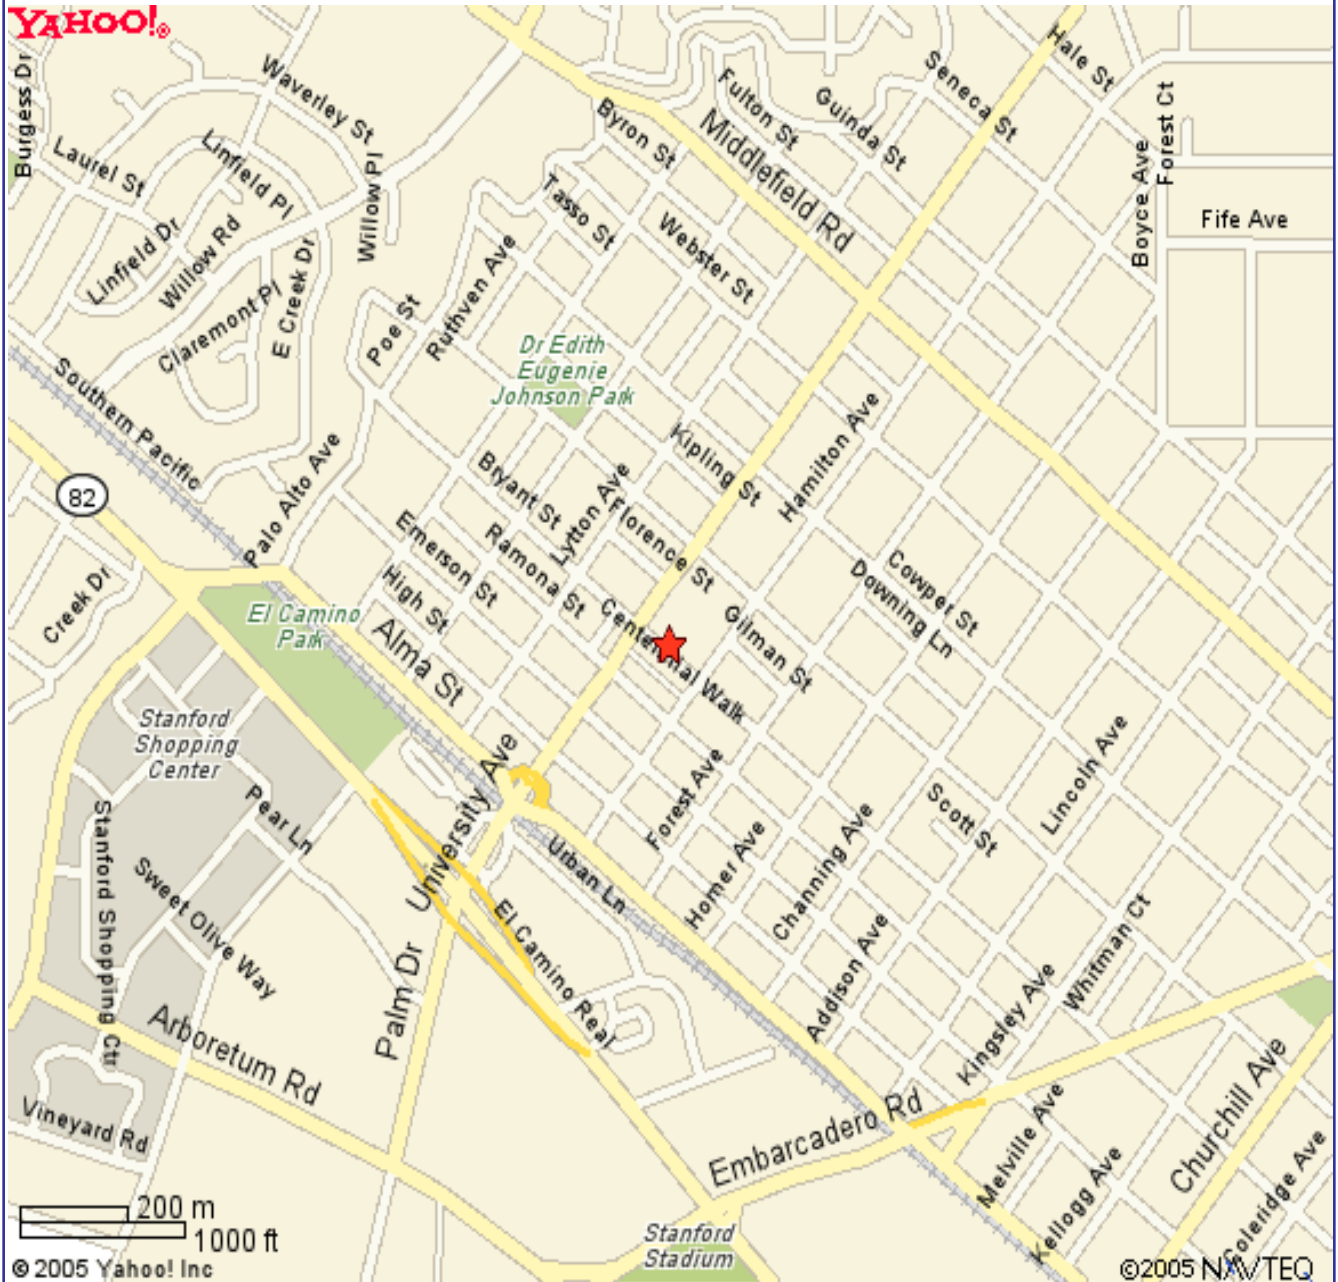 YAHOO!®
Burgess Dr
Waverley St
Laurel St
Linfield Pl
Linfield Dr
Willow Rd
Willow Pl
Claremont Pl
E Creek Dr
Poe St
Ruthven Ave
Tasso St
Byron St
Webster St
Middlefield Rd
Fulton St
Guinda St
Seneca St
Hale St
Boyce Ave
Forest Ct
Fife Ave
Dr Edith
Eugenie
Johnson Park
Southern Pacific
82
Palo Alto Ave
Creek Dr
El Camino
Park
Bryant St
Lytton Ave
Emerson St
Ramona St
High St
Alma St
Kipling St
Florence St
Hamilton Ave
Cowper St
Downing Ln
Gilman St
Walk
Stanford
Shopping
Center
Pear Ln
Stanford Shopping Ctr
Sweet Olive Way
University Ave
Urban Ln
Forest Ave
Homer Ave
Channing Ave
Scott St
Lincoln Ave
Addison Ave
Whitman Ct
Kingsley Ave
El Camino Real
Palm Dr
Arboretum Rd
Vineyard Rd
Embarcadero Rd
Melville Ave
Kellogg Ave
Churchill Ave
Coleridge Ave
Stanford
Stadium
200 m
1000 ft
© 2005 Yahoo! Inc
©2005 NAVTEQ